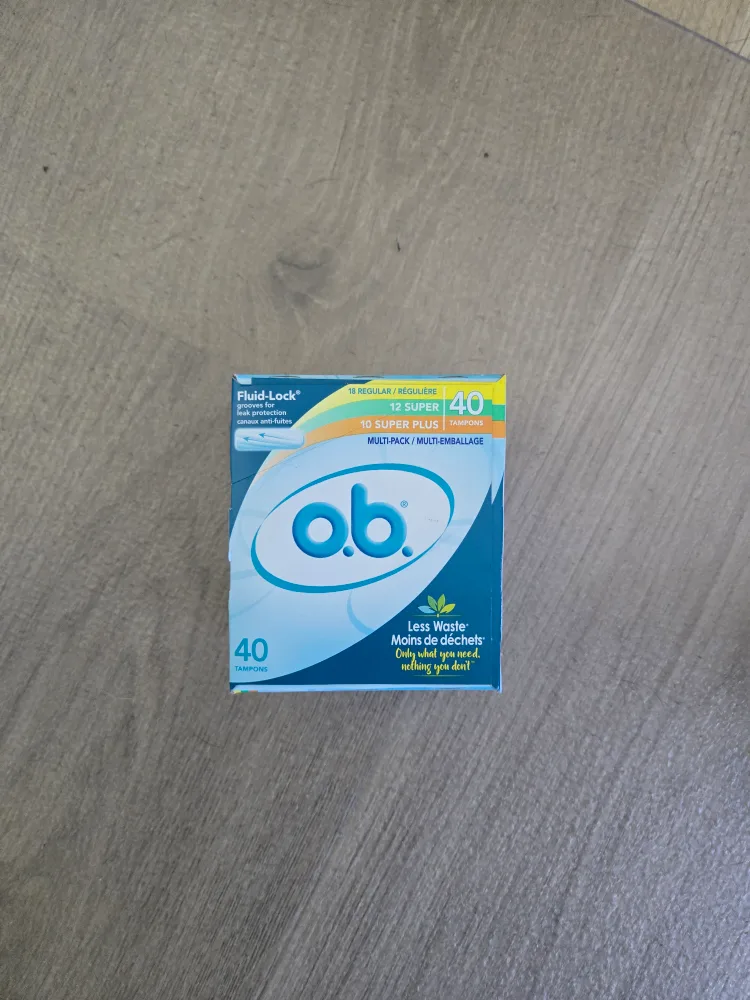 Fluid-Lock®
grooves for
leak protection
canaux anti-fuites
18 REGULAR / RÉGULIÈRE
12 SUPER
10 SUPER PLUS
40
TAMPONS
MULTI-PACK / MULTI-EMBALLAGE
o.b.®
Less Waste*
Moins de déchets*
Only what you need,
nothing you don't™
40
TAMPONS